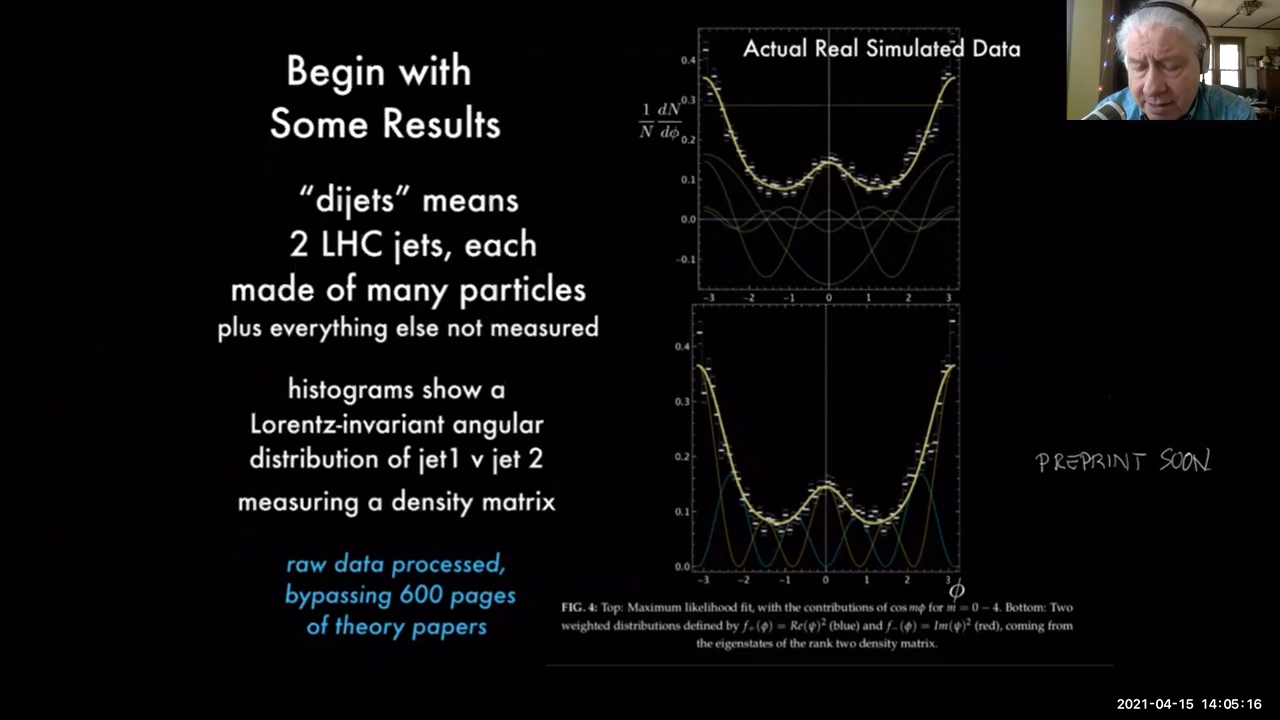 Begin with
Some Results
“dijets” means
2 LHC jets, each
made of many particles
plus everything else not measured
histograms show a
Lorentz-invariant angular
distribution of jet1 v jet 2
measuring a density matrix
raw data processed,
bypassing 600 pages
of theory papers
Actual Real Simulated Data
1/N dN/dϕ
0.4
0.3
0.2
0.1
0.0
-0.1
-3 -2 -1 0 1 2 3
0.4
0.3
0.2
0.1
0.0
-3 -2 -1 0 1 2 3
ϕ
FIG. 4: Top: Maximum likelihood fit, with the contributions of cos mϕ for m = 0 − 4. Bottom: Two
weighted distributions defined by f₊(ϕ) = Re(ψ)² (blue) and f₋(ϕ) = Im(ψ)² (red), coming from
the eigenstates of the rank two density matrix.
PREPRINT SOON
2021-04-15 14:05:16